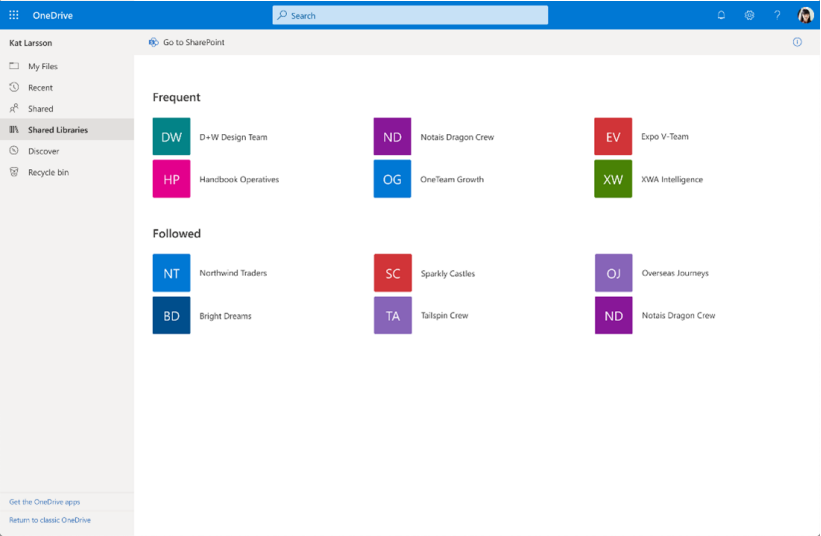 OneDrive
Search
?
Kat Larsson
Go to SharePoint
My Files
Recent
Shared
Shared Libraries
Discover
Recycle bin
Frequent
DW D+W Design Team
ND Notais Dragon Crew
EV Expo V-Team
HP Handbook Operatives
OG OneTeam Growth
XW XWA Intelligence
Followed
NT Northwind Traders
SC Sparkly Castles
OJ Overseas Journeys
BD Bright Dreams
TA Tailspin Crew
ND Notais Dragon Crew
Get the OneDrive apps
Return to classic OneDrive